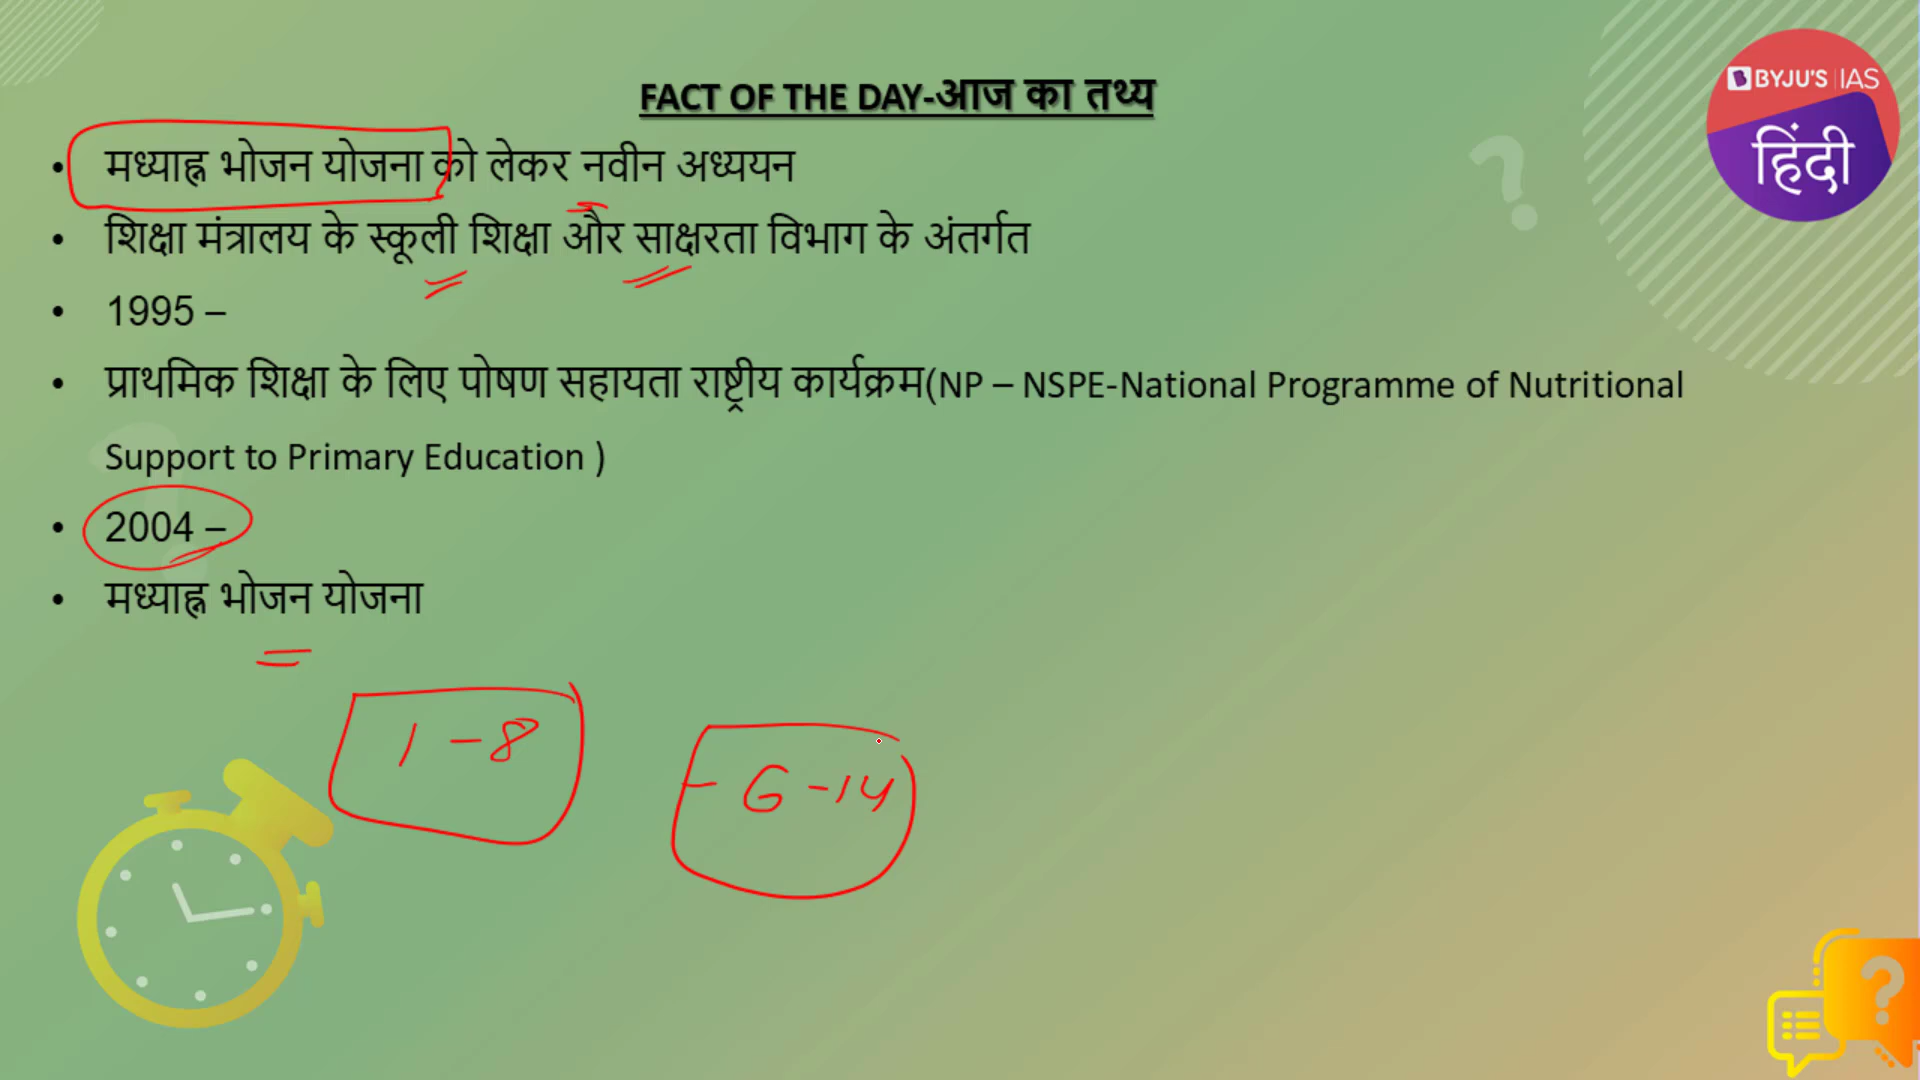 FACT OF THE DAY-आज का तथ्य
BYJU'S IAS
हिंदी
• मध्याह्न भोजन योजना को लेकर नवीन अध्ययन
• शिक्षा मंत्रालय के स्कूली शिक्षा और साक्षरता विभाग के अंतर्गत
• 1995 –
• प्राथमिक शिक्षा के लिए पोषण सहायता राष्ट्रीय कार्यक्रम(NP – NSPE-National Programme of Nutritional
Support to Primary Education )
• 2004 –
• मध्याह्न भोजन योजना
1 – 8
– 6 – 14